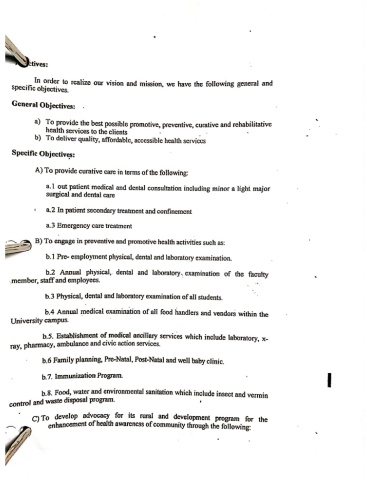 ctives:
In order to realize our vision and mission, we have the following general and
specific objectives.
General Objectives:
a) To provide the best possible promotive, preventive, curative and rehabilitative
health services to the clients
b) To deliver quality, affordable, accessible health services
Specific Objectives:
A) To provide curative care in terms of the following:
a.1 out patient medical and dental consultation including minor a light major
surgical and dental care
a.2 In patient secondary treatment and confinement
a.3 Emergency care treatment
B) To engage in preventive and promotive health activities such as:
b.1 Pre- employment physical, dental and laboratory examination.
b.2 Annual physical, dental and laboratory. examination of the faculty
member, staff and employees.
b.3 Physical, dental and laboratory examination of all students.
b.4 Annual medical examination of all food handlers and vendors within the
University campus.
b.5. Establishment of medical ancillary services which include laboratory, x-
ray, pharmacy, ambulance and civic action services.
b.6 Family planning, Pre-Natal, Post-Natal and well baby clinic.
b.7. Immunization Program.
b.8. Food, water and environmental sanitation which include insect and vermin
control and waste disposal program.
C) To develop advocacy for its rural and development program for the
enhancement of health awareness of community through the following: